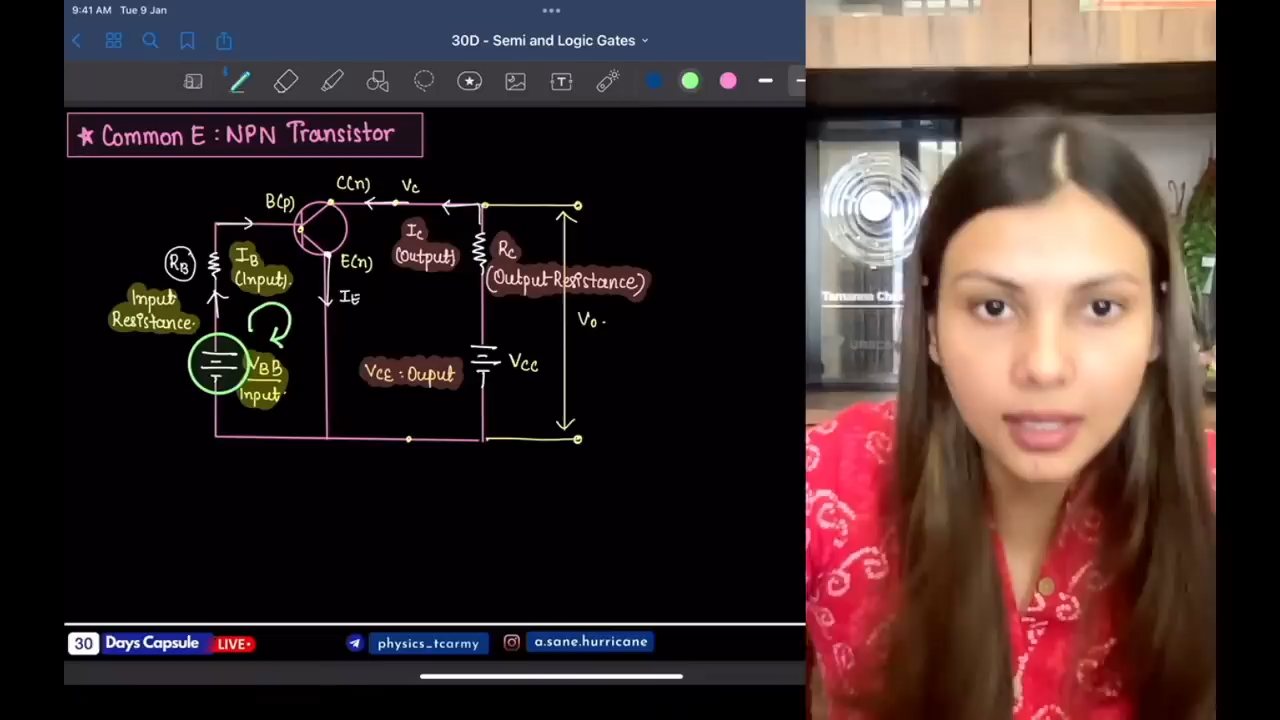 9:41 AM Tue 9 Jan
30D - Semi and Logic Gates
T
★ Common E : NPN Transistor
C(n)
Vc
B(p)
Ic
(Output)
Rc
(Output Resistance)
RB
IB
(Input).
E(n)
IE
Input
Resistance.
Vo.
VBB
Input.
VCE : Ouput
VCC
Tamanna
30 Days Capsule LIVE
physics_tcarmy
a.sane.hurricane